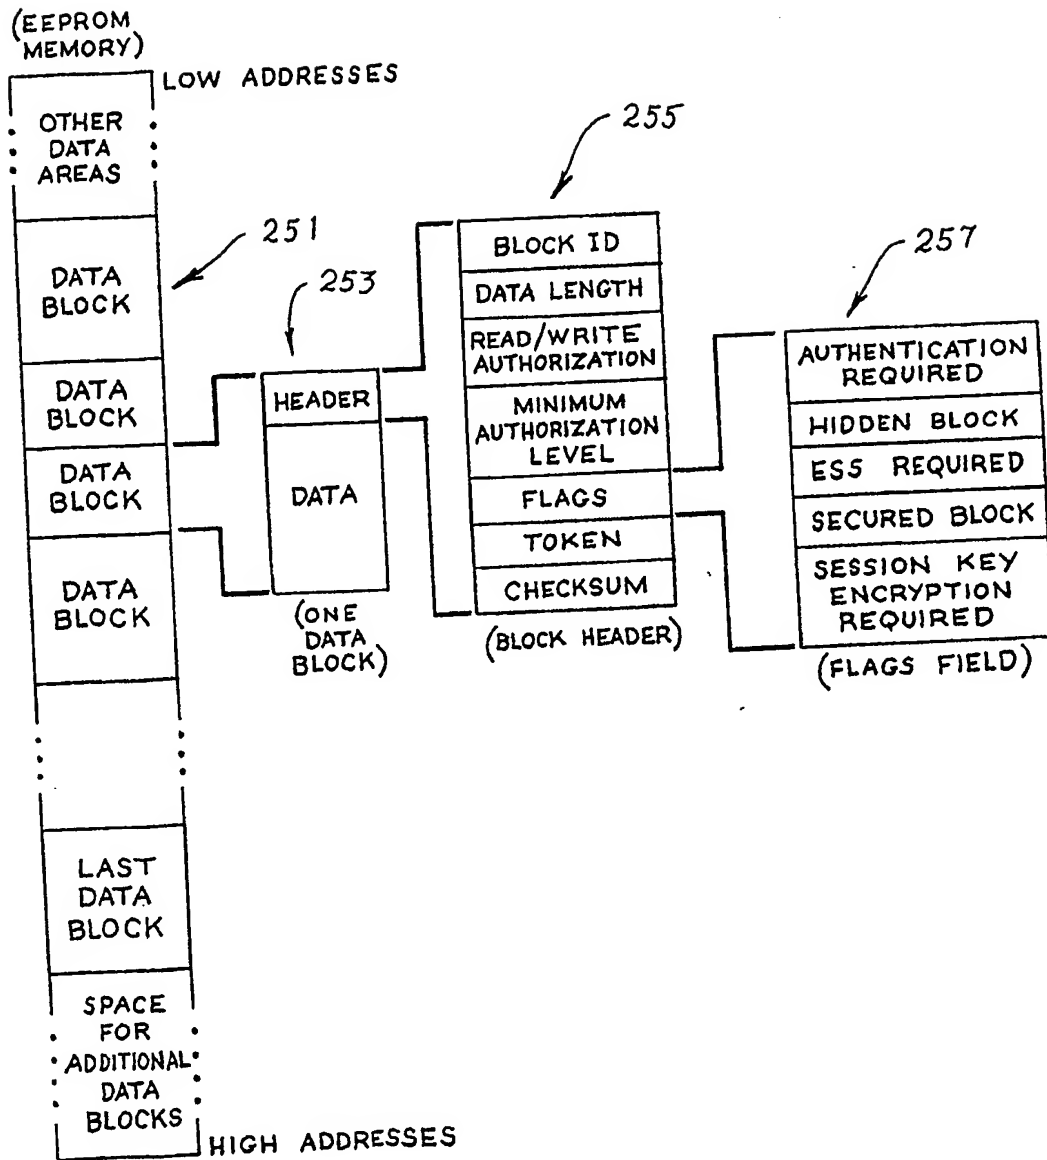 (EEPROM
MEMORY)
LOW ADDRESSES
OTHER
DATA
AREAS
DATA
BLOCK
251
DATA
BLOCK
DATA
BLOCK
DATA
BLOCK
LAST
DATA
BLOCK
SPACE
FOR
ADDITIONAL
DATA
BLOCKS
HIGH ADDRESSES
253
HEADER
DATA
(ONE
DATA
BLOCK)
255
BLOCK ID
DATA LENGTH
READ/WRITE
AUTHORIZATION
MINIMUM
AUTHORIZATION
LEVEL
FLAGS
TOKEN
CHECKSUM
(BLOCK HEADER)
257
AUTHENTICATION
REQUIRED
HIDDEN BLOCK
ESS REQUIRED
SECURED BLOCK
SESSION KEY
ENCRYPTION
REQUIRED
(FLAGS FIELD)